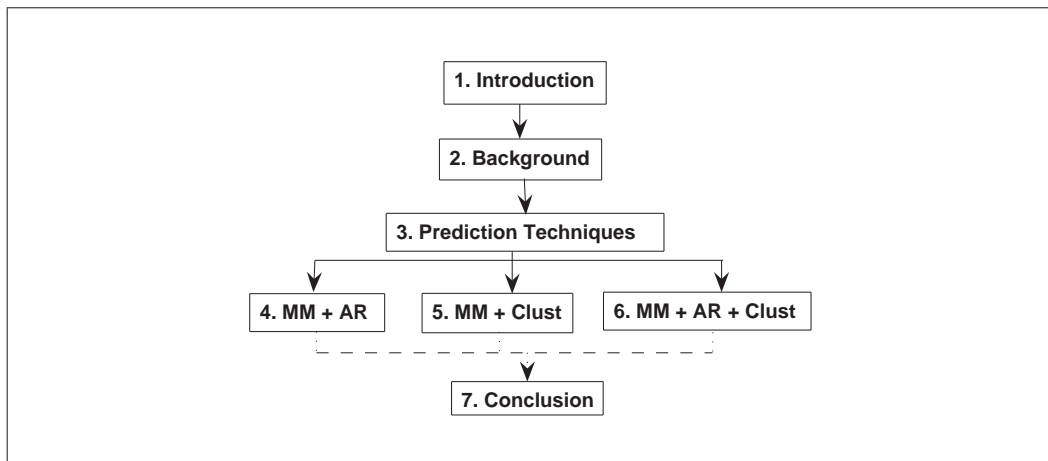 1. Introduction
2. Background
3. Prediction Techniques
4. MM + AR
5. MM + Clust
6. MM + AR + Clust
7. Conclusion